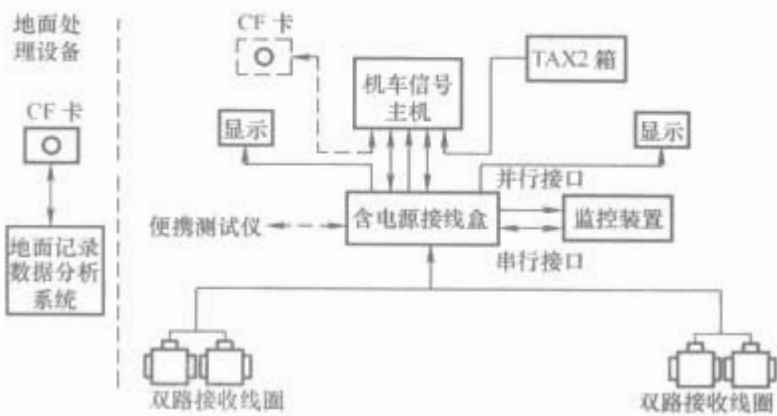 地面处
理设备
CF 卡
地面记录
数据分析
系统
CF 卡
机车信号
主机
TAX2 箱
显示
显示
并行接口
便携测试仪
含电源接线盒
监控装置
串行接口
双路接收线圈
双路接收线圈